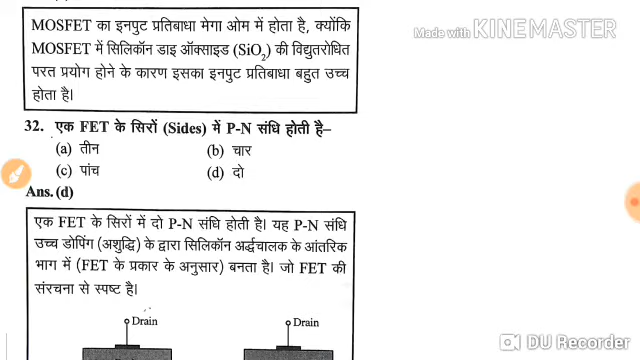 Made with KINEMASTER
MOSFET का इनपुट प्रतिबाधा मेगा ओम में होता है, क्योंकि
MOSFET में सिलिकॉन डाइ ऑक्साइड (SiO₂) की विद्युतरोधित
परत प्रयोग होने के कारण इसका इनपुट प्रतिबाधा बहुत उच्च
होता है।
32. एक FET के सिरों (Sides) में P-N संधि होती है–
(a) तीन (b) चार
(c) पांच (d) दो
Ans. (d)
एक FET के सिरों में दो P-N संधि होती है। यह P-N संधि
उच्च डोपिंग (अशुद्धि) के द्वारा सिलिकॉन अर्द्धचालक के आंतरिक
भाग में (FET के प्रकार के अनुसार) बनता है। जो FET की
संरचना से स्पष्ट है।
Drain Drain
DU Recorder